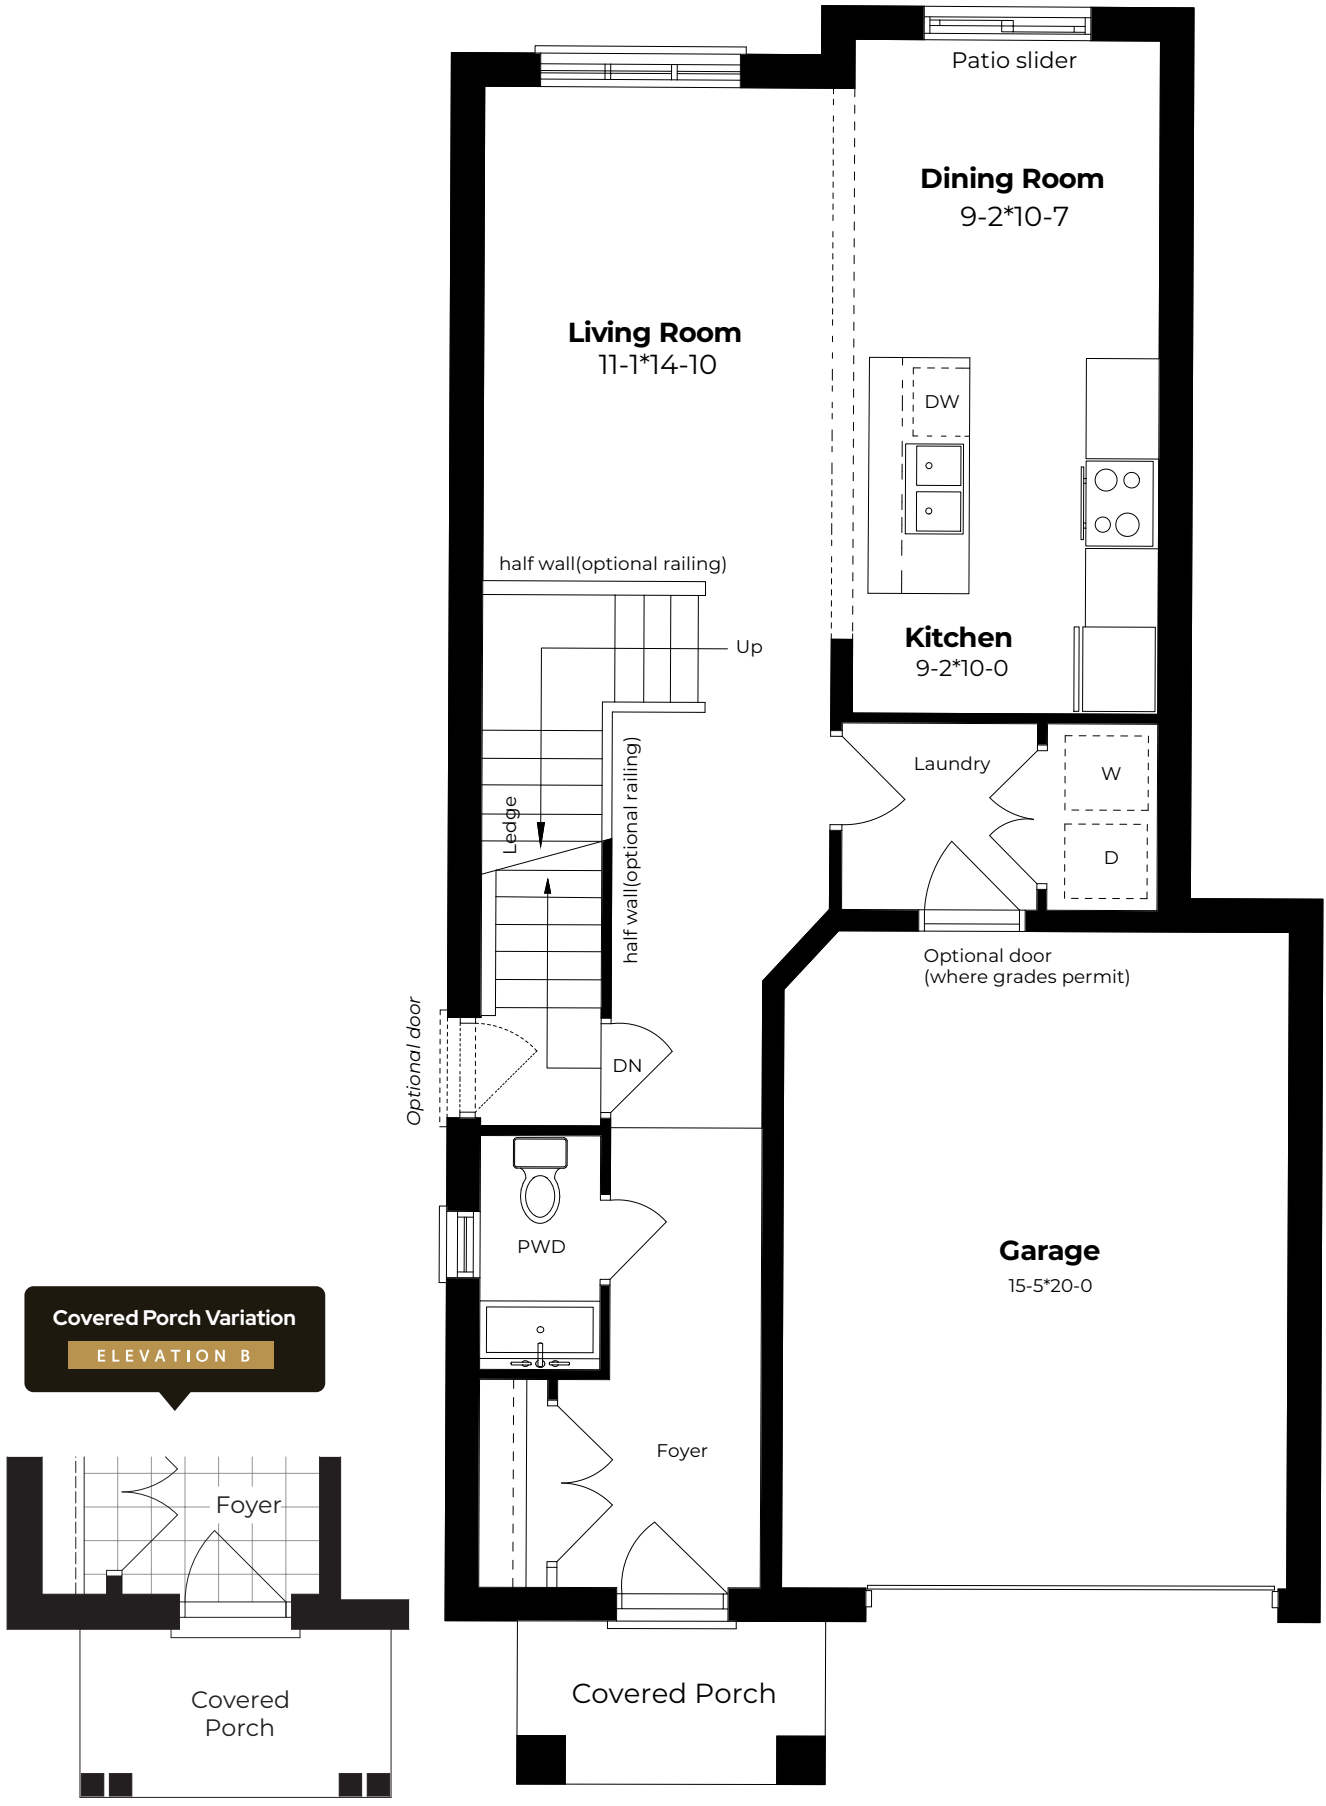 Patio slider
Dining Room
9-2*10-7
Living Room
11-1*14-10
DW
half wall(optional railing)
Up
Kitchen
9-2*10-0
half wall(optional railing)
Ledge
Laundry
W
D
Optional door
(where grades permit)
Optional door
DN
PWD
Garage
15-5*20-0
Foyer
Covered Porch
Covered Porch Variation
ELEVATION B
Foyer
Covered
Porch